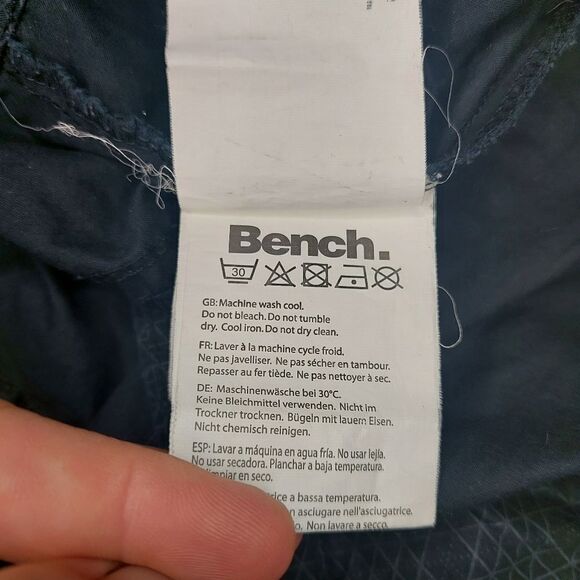 Bench.
30
GB: Machine wash cool.
Do not bleach. Do not tumble
dry. Cool iron. Do not dry clean.
FR: Laver à la machine cycle froid.
Ne pas javelliser. Ne pas sécher en tambour.
Repasser au fer tiède. Ne pas nettoyer à sec.
DE: Maschinenwäsche bei 30°C.
Keine Bleichmittel verwenden. Nicht im
Trockner trocknen. Bügeln mit lauem Eisen.
Nicht chemisch reinigen.
ESP: Lavar a máquina en agua fría. No usar lejía.
No usar secadora. Planchar a baja temperatura.
limpiar en seco.
a bassa temperatura.
asciugare nell'asciugatrice.
Non lavare a secco.